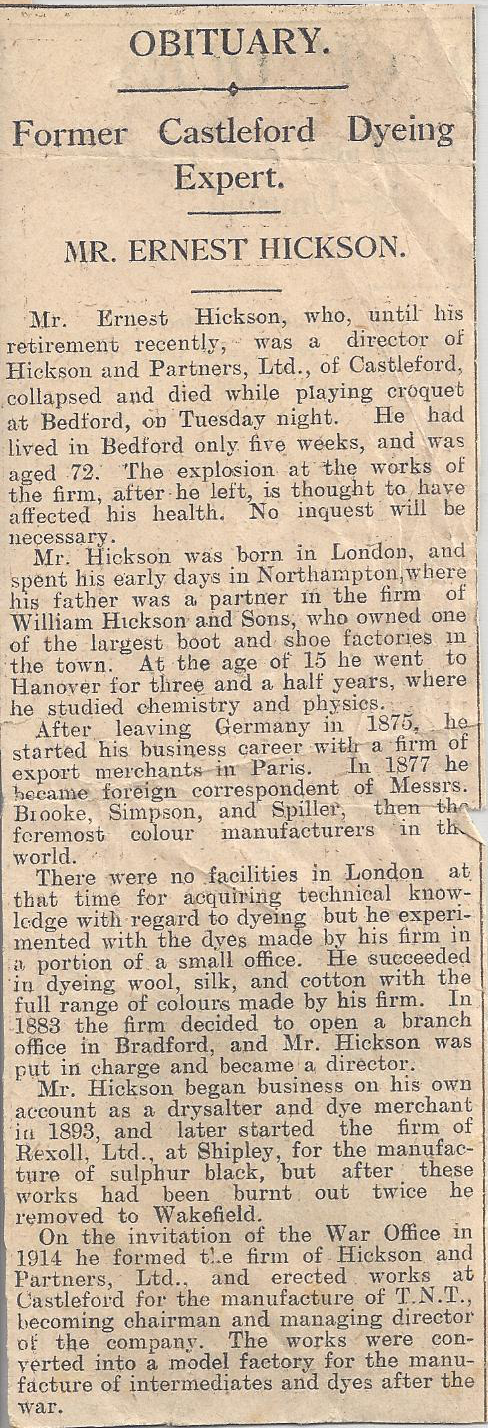 OBITUARY.
Former Castleford Dyeing
Expert.
MR. ERNEST HICKSON.
Mr. Ernest Hickson, who, until his
retirement recently, was a director of
Hickson and Partners, Ltd., of Castleford,
collapsed and died while playing croquet
at Bedford, on Tuesday night. He had
lived in Bedford only five weeks, and was
aged 72. The explosion at the works of
the firm, after he left, is thought to have
affected his health. No inquest will be
necessary.
Mr. Hickson was born in London, and
spent his early days in Northampton, where
his father was a partner in the firm of
William Hickson and Sons, who owned one
of the largest boot and shoe factories in
the town. At the age of 15 he went to
Hanover for three and a half years, where
he studied chemistry and physics.
After leaving Germany in 1875, he
started his business career with a firm of
export merchants in Paris. In 1877 he
became foreign correspondent of Messrs.
Brooke, Simpson, and Spiller, then the
foremost colour manufacturers in the
world.
There were no facilities in London at
that time for acquiring technical know-
ledge with regard to dyeing but he experi-
mented with the dyes made by his firm in
a portion of a small office. He succeeded
in dyeing wool, silk, and cotton with the
full range of colours made by his firm. In
1883 the firm decided to open a branch
office in Bradford, and Mr. Hickson was
put in charge and became a director.
Mr. Hickson began business on his own
account as a drysalter and dye merchant
in 1893, and later started the firm of
Rexoll, Ltd., at Shipley, for the manufac-
ture of sulphur black, but after these
works had been burnt out twice he
removed to Wakefield.
On the invitation of the War Office in
1914 he formed the firm of Hickson and
Partners, Ltd., and erected works at
Castleford for the manufacture of T.N.T.,
becoming chairman and managing director
of the company. The works were con-
verted into a model factory for the manu-
facture of intermediates and dyes after the
war.